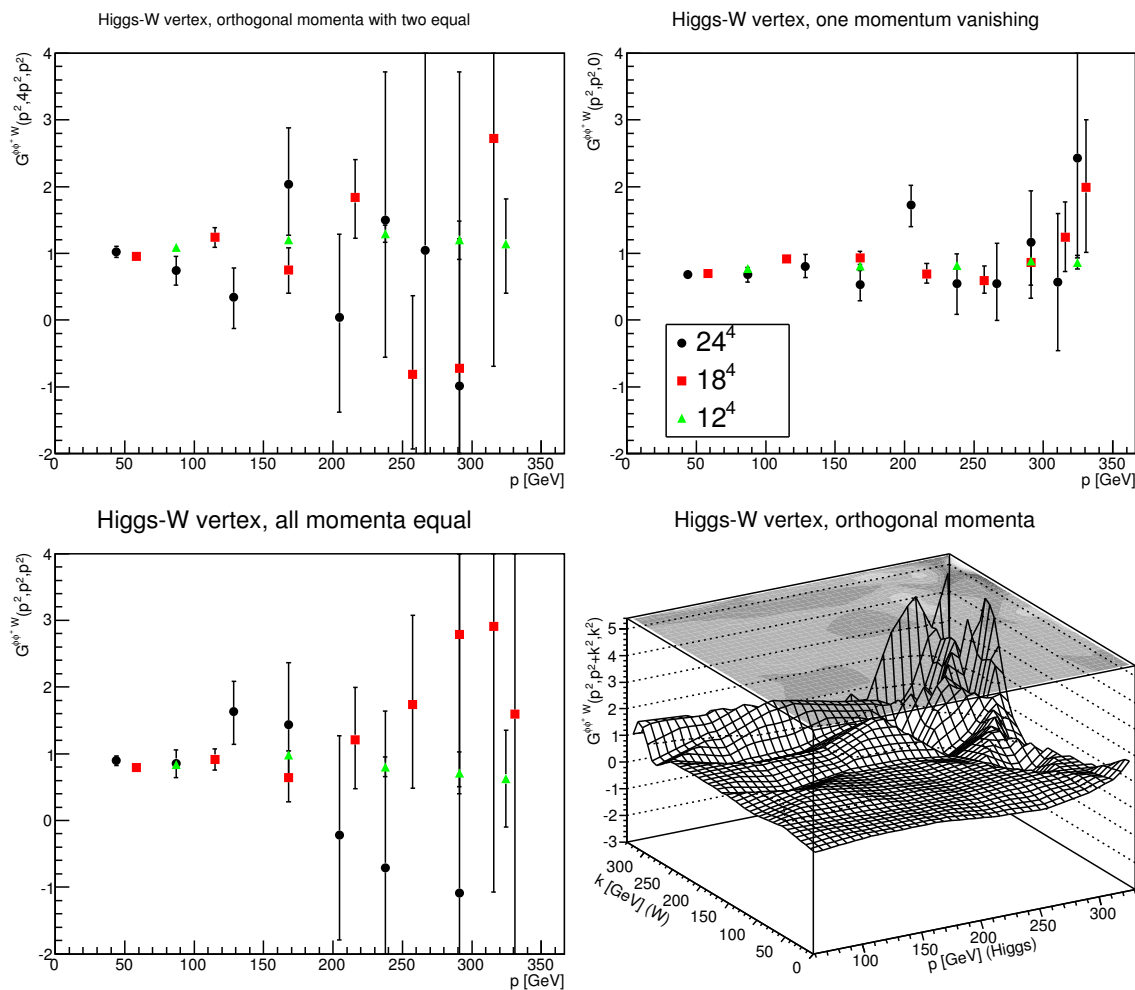 Higgs-W vertex, orthogonal momenta with two equal
G^{ϕϕ⁺W}(p²,4p²,p²)
4
3
2
1
0
-1
-2
0 50 100 150 200 250 300 350
p [GeV]
Higgs-W vertex, one momentum vanishing
G^{ϕϕ⁺W}(p²,p²,0)
4
3
2
1
0
-1
-2
24⁴
18⁴
12⁴
0 50 100 150 200 250 300 350
p [GeV]
Higgs-W vertex, all momenta equal
G^{ϕϕ⁺W}(p²,p²,p²)
4
3
2
1
0
-1
-2
0 50 100 150 200 250 300 350
p [GeV]
Higgs-W vertex, orthogonal momenta
G^{ϕϕ⁺W}(p²,p²+k²,k²)
5
4
3
2
1
0
-1
-2
-3
300 250 200 150 100 50 0
k [GeV] (W)
100 150 200 250 300
p [GeV] (Higgs)